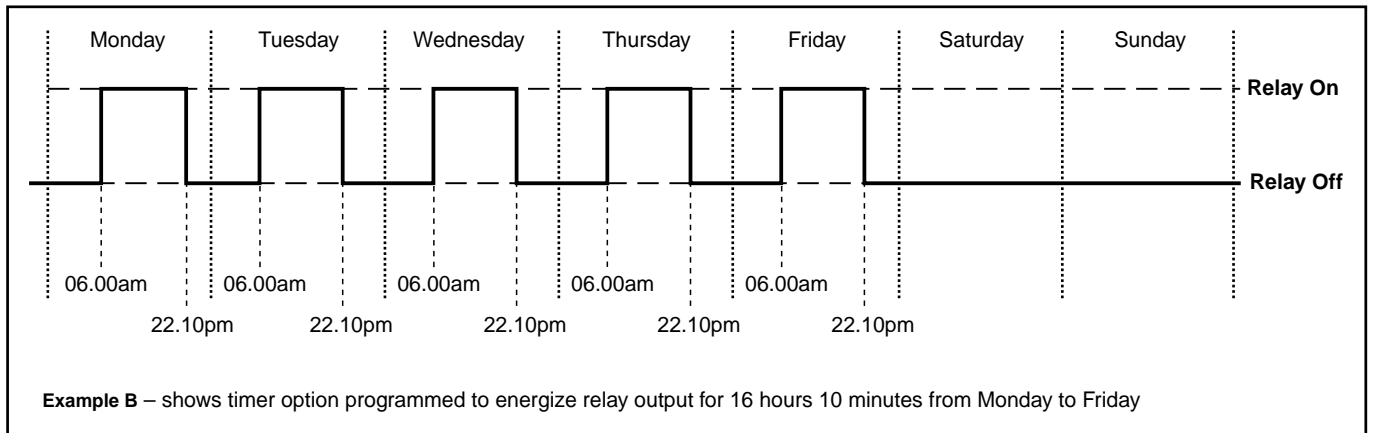 Monday Tuesday Wednesday Thursday Friday Saturday Sunday
Relay On
Relay Off
06.00am 06.00am 06.00am 06.00am 06.00am
22.10pm 22.10pm 22.10pm 22.10pm 22.10pm
Example B – shows timer option programmed to energize relay output for 16 hours 10 minutes from Monday to Friday